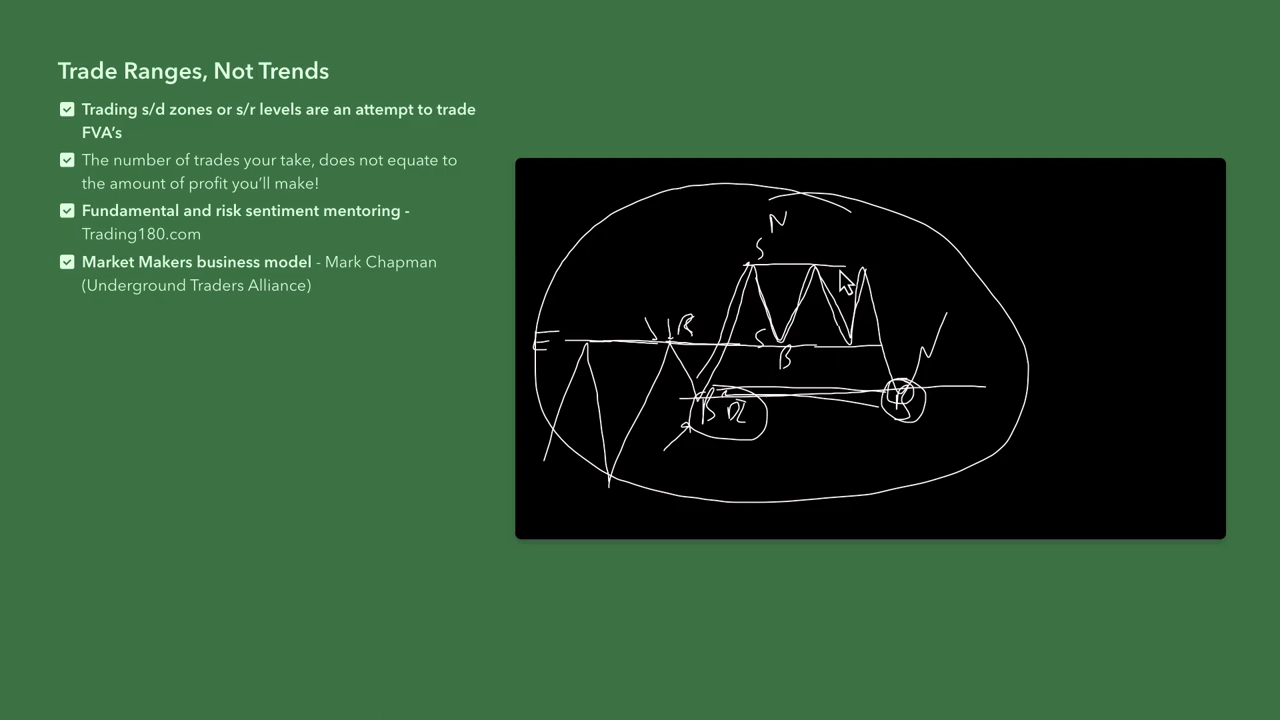 Trade Ranges, Not Trends
Trading s/d zones or s/r levels are an attempt to trade
FVA's
The number of trades your take, does not equate to
the amount of profit you'll make!
Fundamental and risk sentiment mentoring -
Trading180.com
Market Makers business model - Mark Chapman
(Underground Traders Alliance)
N
S
R
S
B
E
B